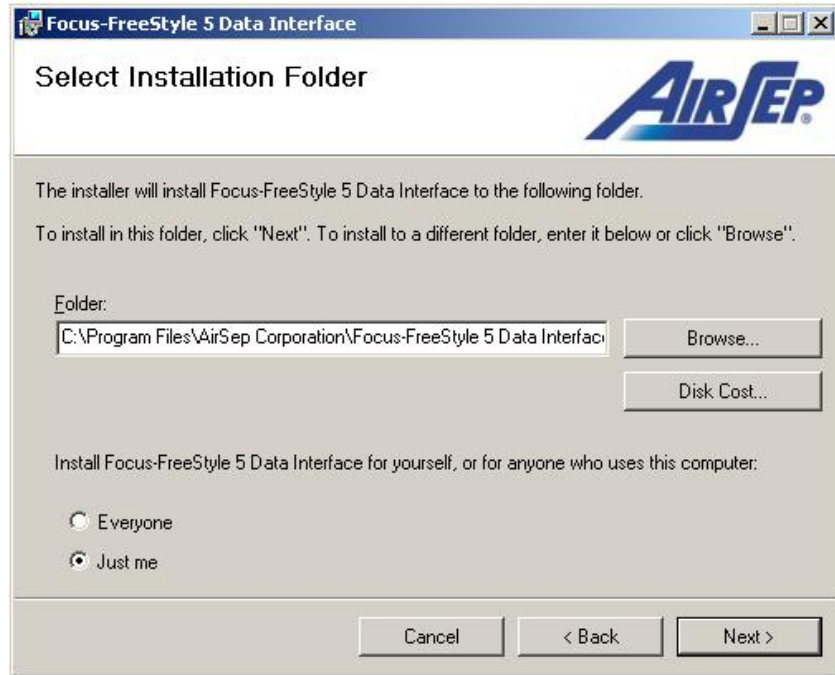 Focus-FreeStyle 5 Data Interface
Select Installation Folder
AIRSEP®
The installer will install Focus-FreeStyle 5 Data Interface to the following folder.
To install in this folder, click "Next". To install to a different folder, enter it below or click "Browse".
Folder:
C:\Program Files\AirSep Corporation\Focus-FreeStyle 5 Data Interfac
Browse...
Disk Cost...
Install Focus-FreeStyle 5 Data Interface for yourself, or for anyone who uses this computer:
Everyone
Just me
Cancel
< Back
Next >